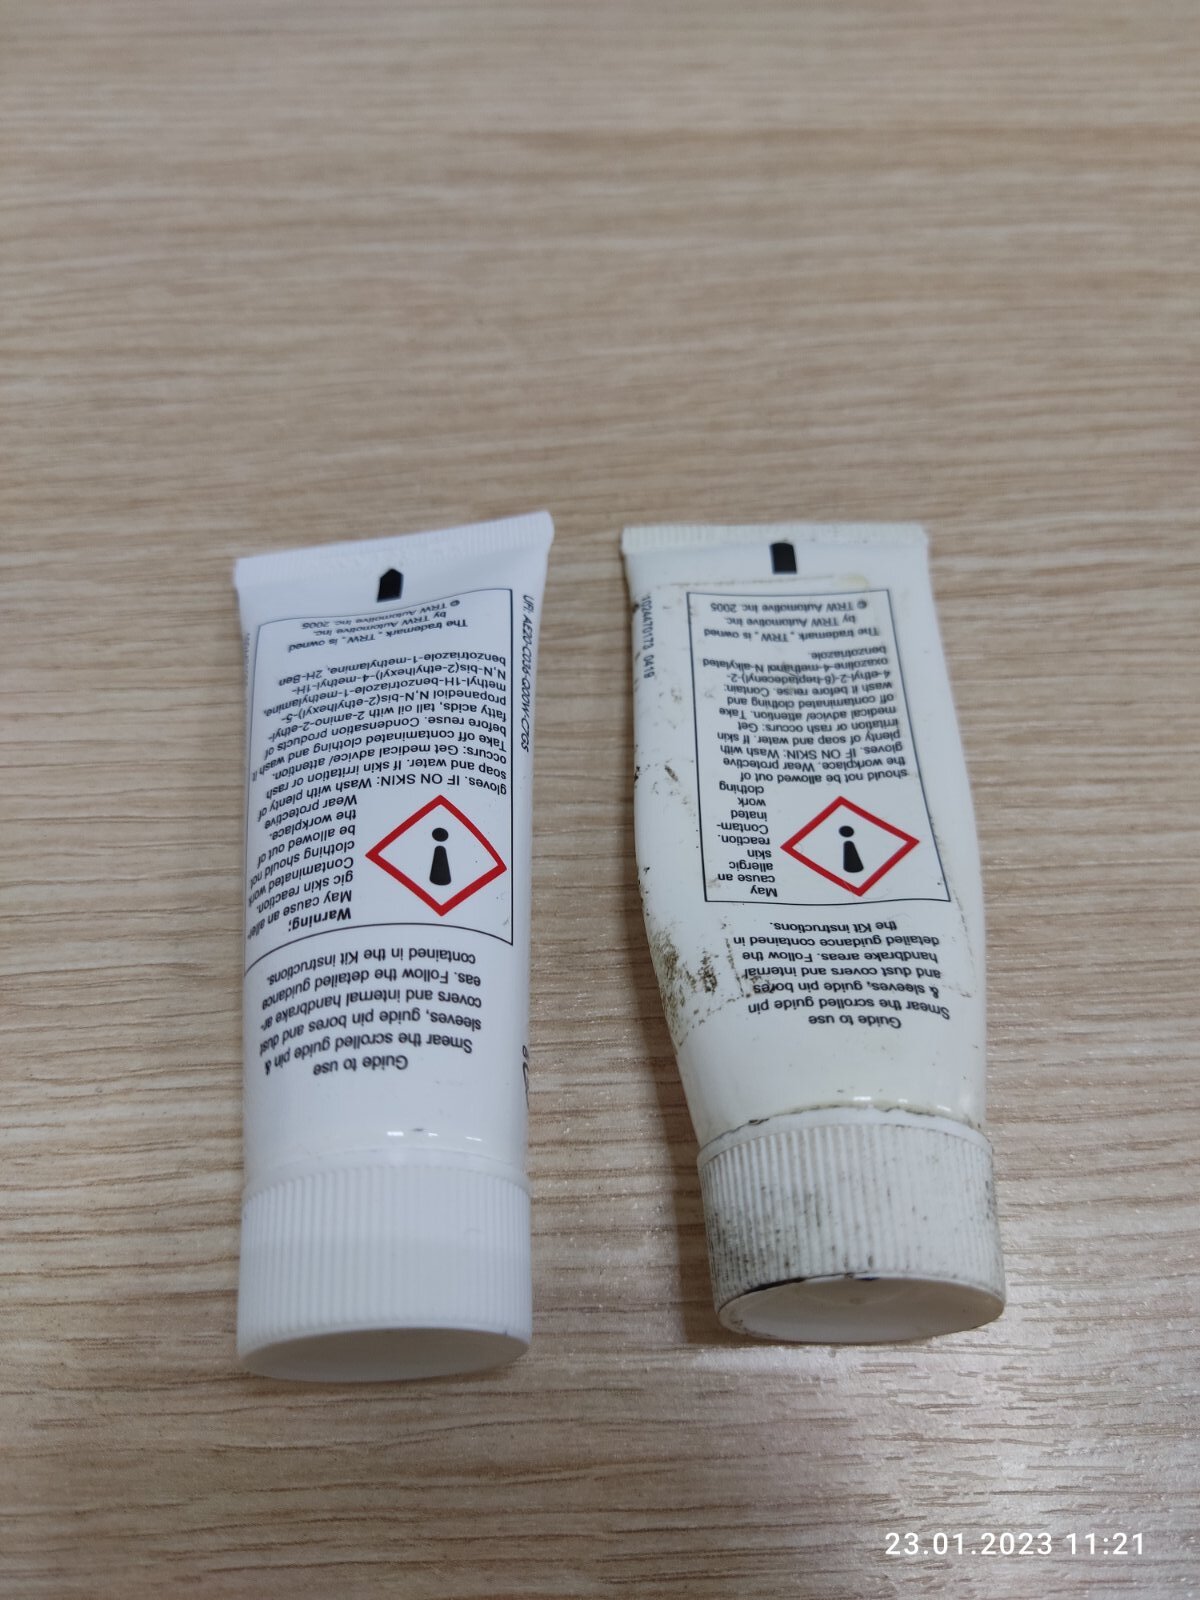 Guide to use
Smear the scrolled guide pin &
sleeves, guide pin bores and dust
covers and internal handbrake ar-
eas. Follow the detailed guidance
contained in the Kit instructions.
Warning:
May cause an aller-
gic skin reaction.
Contaminated work
clothing should not
be allowed out of
the workplace.
Wear protective
gloves. IF ON SKIN: Wash with plenty of
soap and water. If skin irritation or rash
occurs: Get medical advice/ attention.
Take off contaminated clothing and wash it
before reuse. Condensation products of
fatty acids, tall oil with 2-amino-2-ethyl-
propanediol N,N-bis(2-ethylhexyl)-5-
methyl-1H-benzotriazole-1-methylamine,
N,N-bis(2-ethylhexyl)-4-methyl-1H-
benzotriazole-1-methylamine, 2H-Ben
The trademark, TRW, is owned
by TRW Automotive Inc.
© TRW Automotive Inc. 2005
Guide to use
Smear the scrolled guide pin
& sleeves, guide pin bores
and dust covers and internal
handbrake areas. Follow the
detailed guidance contained in
the Kit instructions.
May
cause an
allergic
skin
reaction.
Contam-
inated
work
clothing
should not be allowed out of
the workplace. Wear protective
gloves. IF ON SKIN: Wash with
plenty of soap and water. If skin
irritation or rash occurs: Get
medical advice/ attention. Take
off contaminated clothing and
wash it before reuse. Contain:
4-ethyl-2-(8-heptadecenyl)-2-
oxazoline-4-methanol N-alkylated
benzotriazole.
The trademark, TRW, is owned
by TRW Automotive Inc.
© TRW Automotive Inc. 2005
1024470173 0419
23.01.2023 11:21